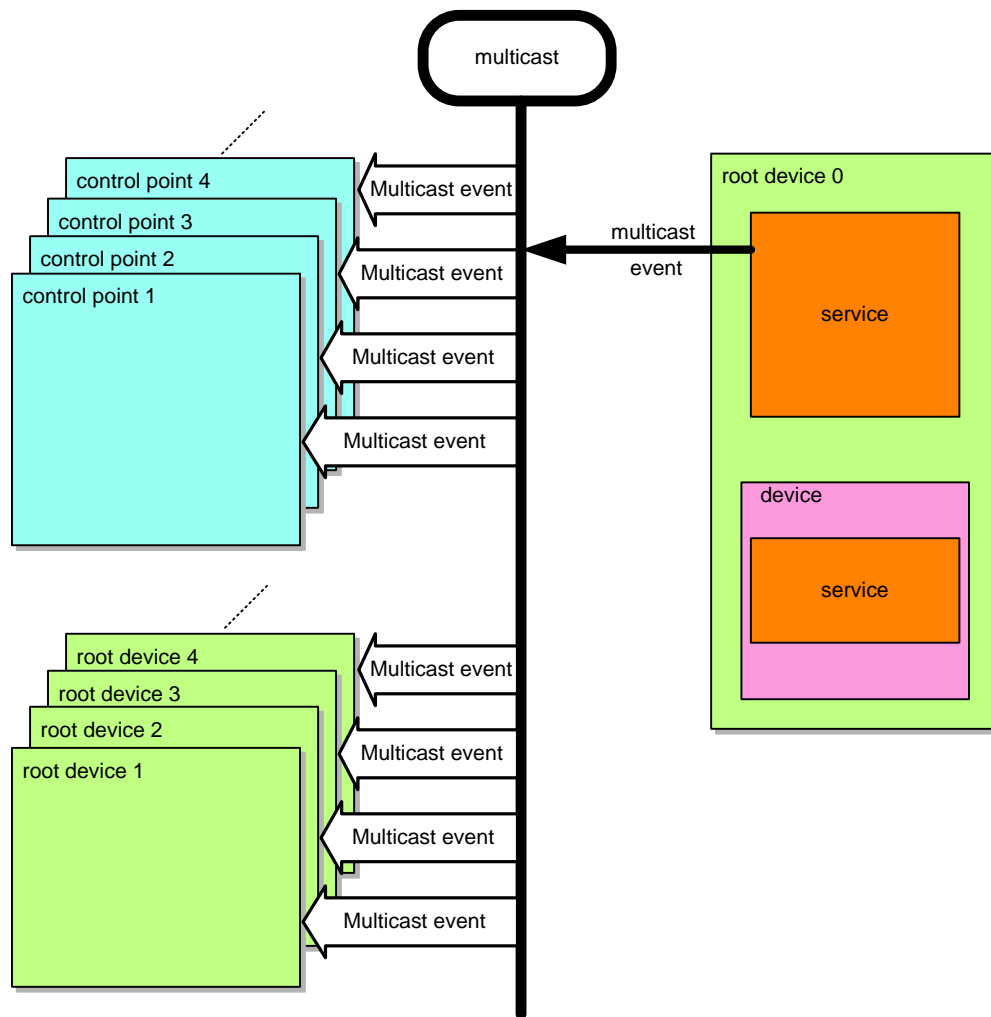 multicast
control point 4
control point 3
control point 2
control point 1
Multicast event
Multicast event
Multicast event
Multicast event
root device 4
root device 3
root device 2
root device 1
Multicast event
Multicast event
Multicast event
Multicast event
multicast
event
root device 0
service
device
service